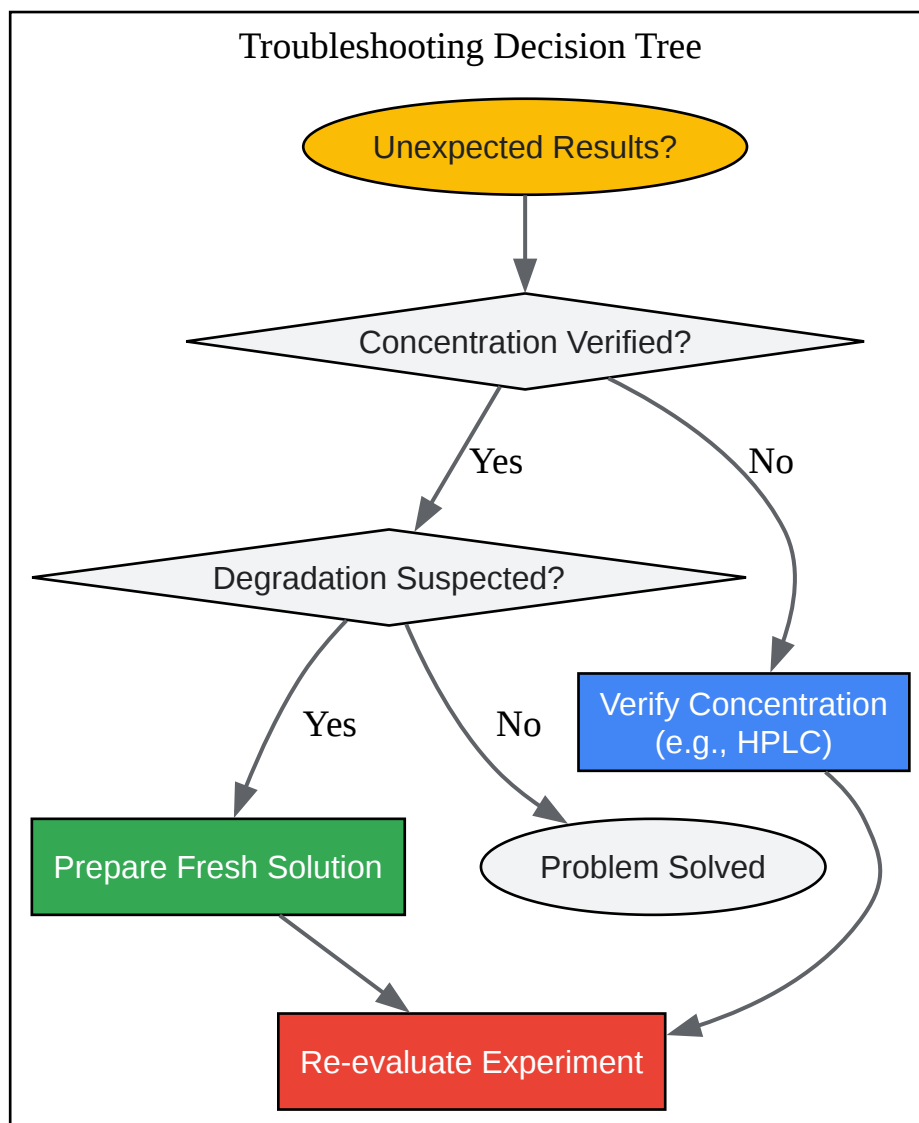 Troubleshooting Decision Tree
Unexpected Results?
Concentration Verified?
Yes
No
Degradation Suspected?
Verify Concentration
(e.g., HPLC)
Yes
No
Prepare Fresh Solution
Problem Solved
Re-evaluate Experiment